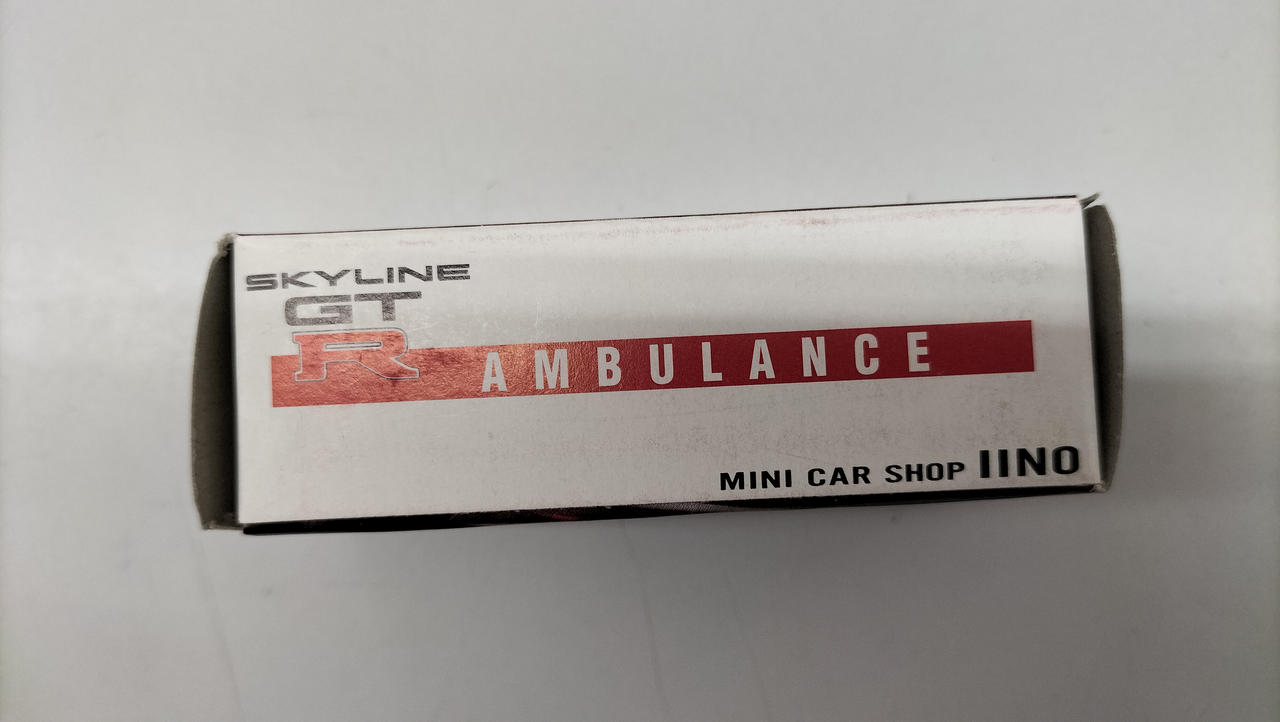 SKYLINE
GT
R AMBULANCE
MINI CAR SHOP IINO